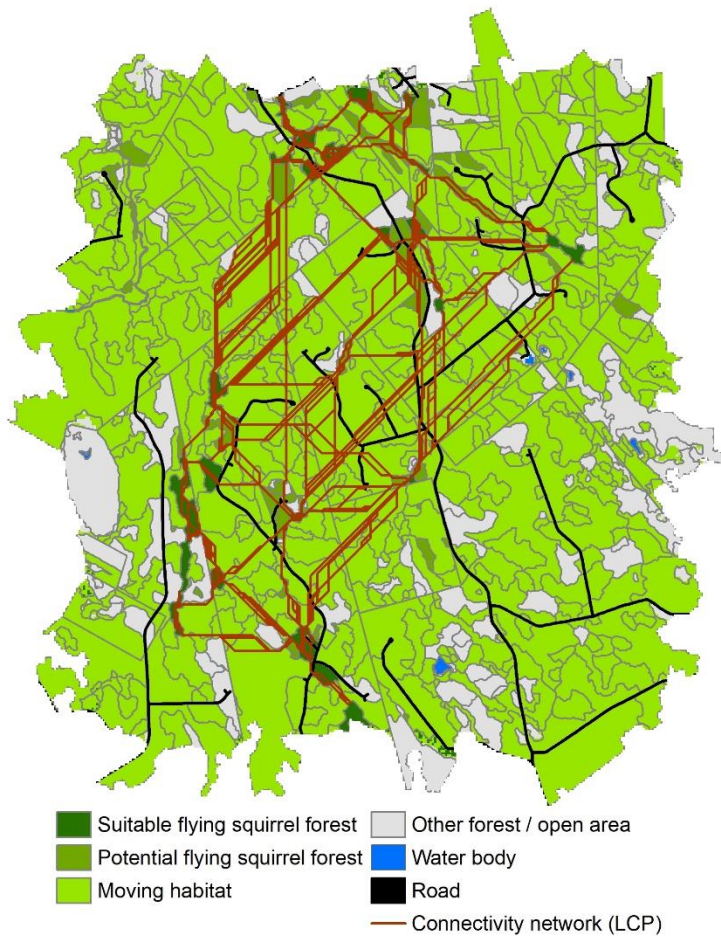 Suitable flying squirrel forest
Potential flying squirrel forest
Moving habitat
Other forest / open area
Water body
Road
Connectivity network (LCP)